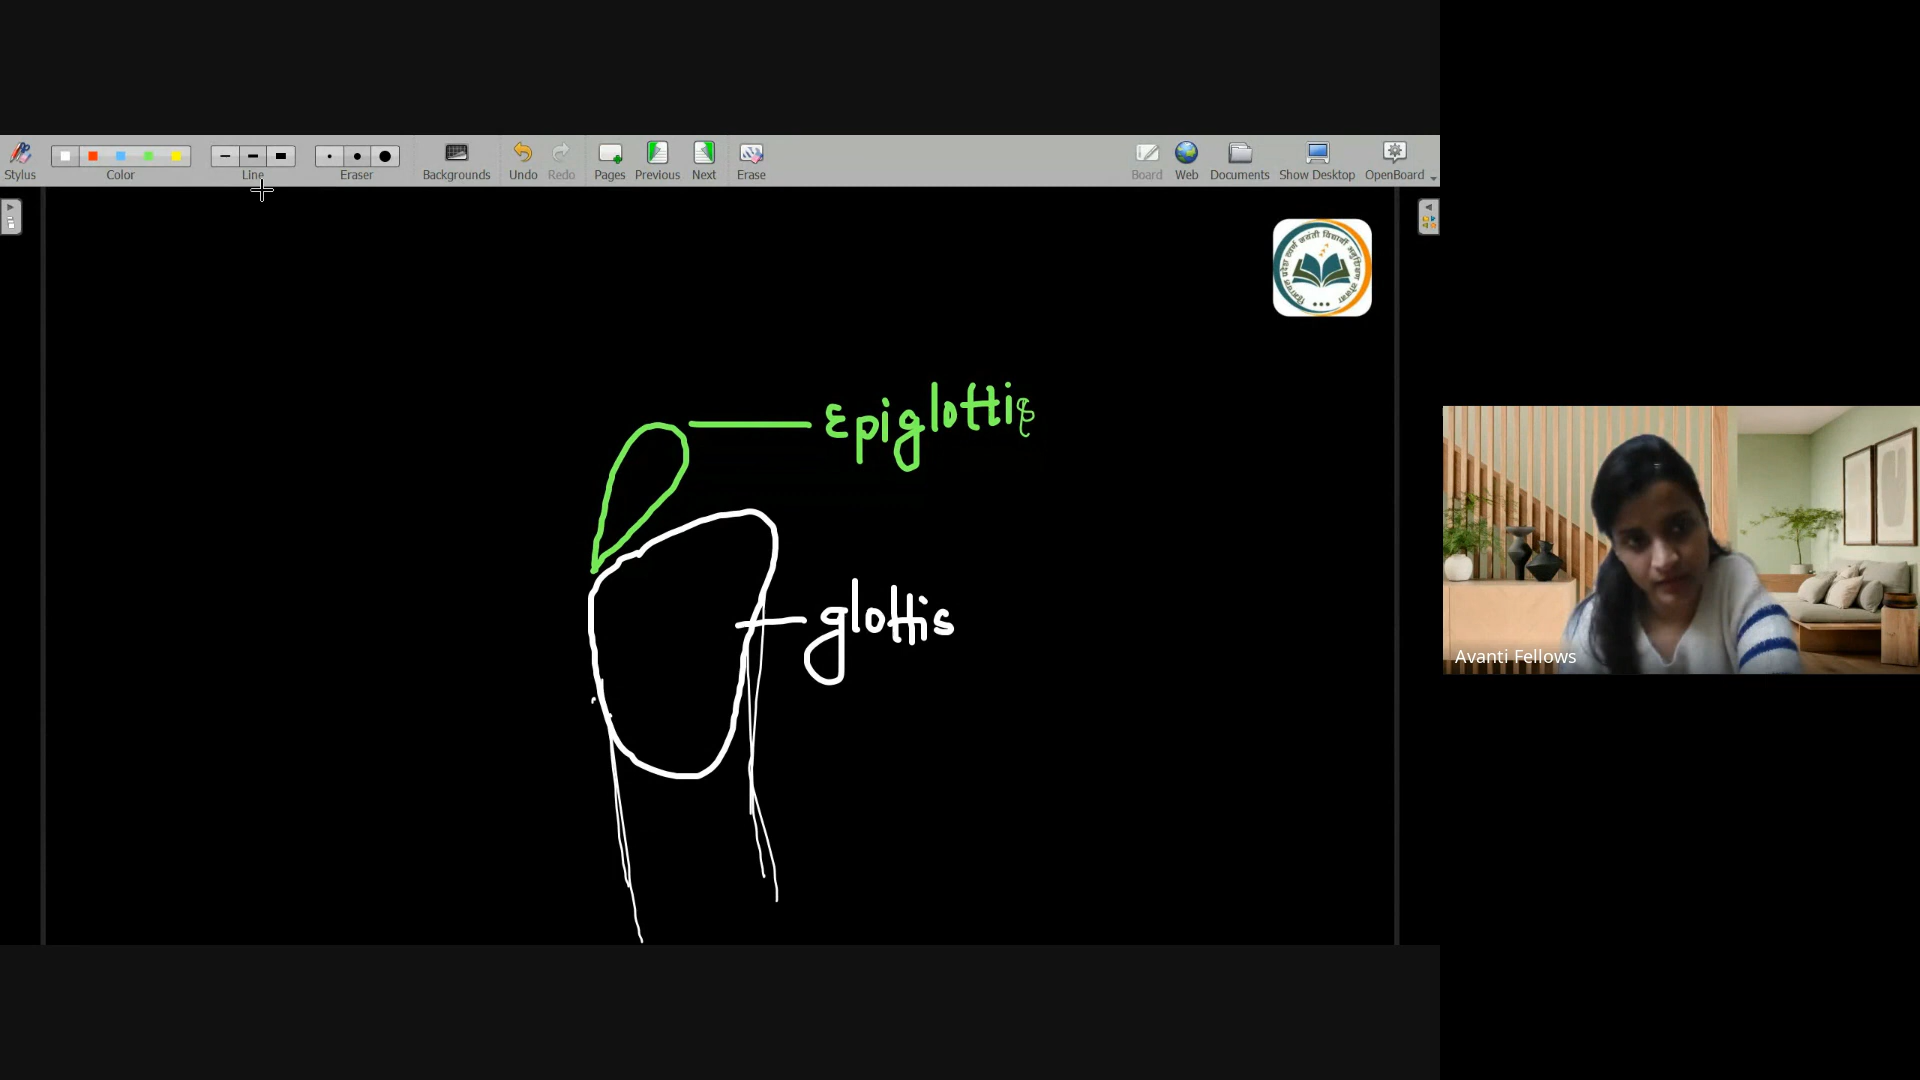 Stylus Color Line Eraser Backgrounds Undo Redo Pages Previous Next Erase Board Web Documents Show Desktop OpenBoard
Epiglottis
glottis
Avanti Fellows